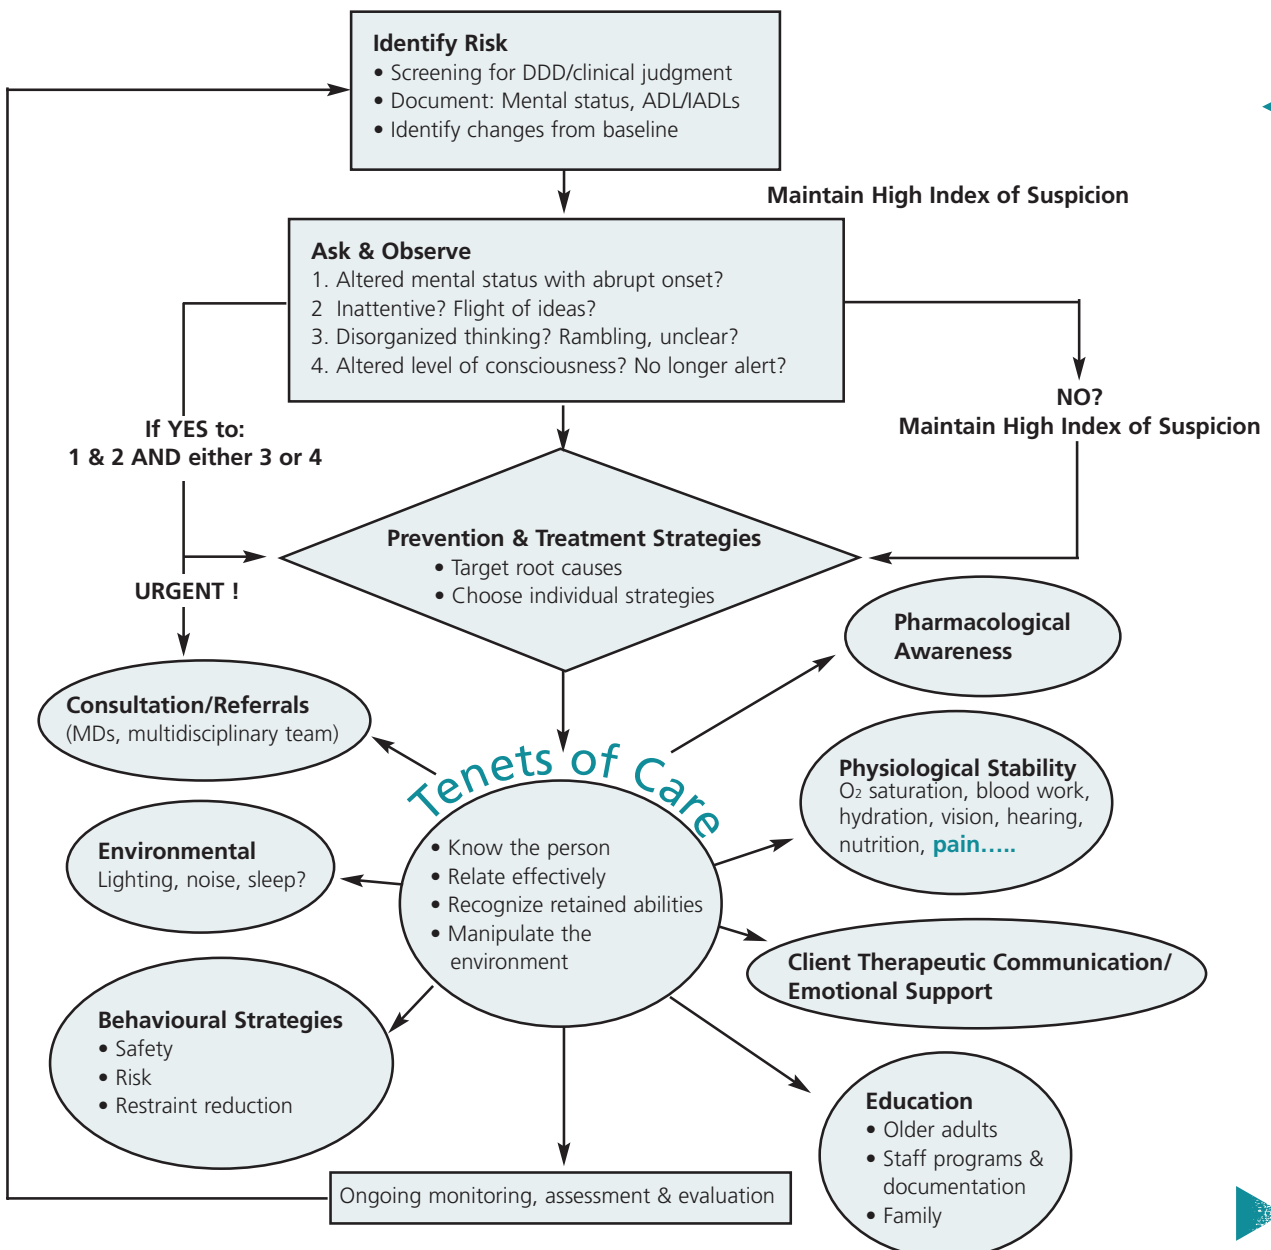 Identify Risk
• Screening for DDD/clinical judgment
• Document: Mental status, ADL/IADLs
• Identify changes from baseline
Maintain High Index of Suspicion
Ask & Observe
1. Altered mental status with abrupt onset?
2 Inattentive? Flight of ideas?
3. Disorganized thinking? Rambling, unclear?
4. Altered level of consciousness? No longer alert?
If YES to:
1 & 2 AND either 3 or 4
NO?
Maintain High Index of Suspicion
Prevention & Treatment Strategies
• Target root causes
• Choose individual strategies
URGENT !
Pharmacological
Awareness
Consultation/Referrals
(MDs, multidisciplinary team)
Tenets of Care
Physiological Stability
O2 saturation, blood work,
hydration, vision, hearing,
nutrition, pain.....
Environmental
Lighting, noise, sleep?
• Know the person
• Relate effectively
• Recognize retained abilities
• Manipulate the
environment
Client Therapeutic Communication/
Emotional Support
Behavioural Strategies
• Safety
• Risk
• Restraint reduction
Education
• Older adults
• Staff programs &
documentation
• Family
Ongoing monitoring, assessment & evaluation